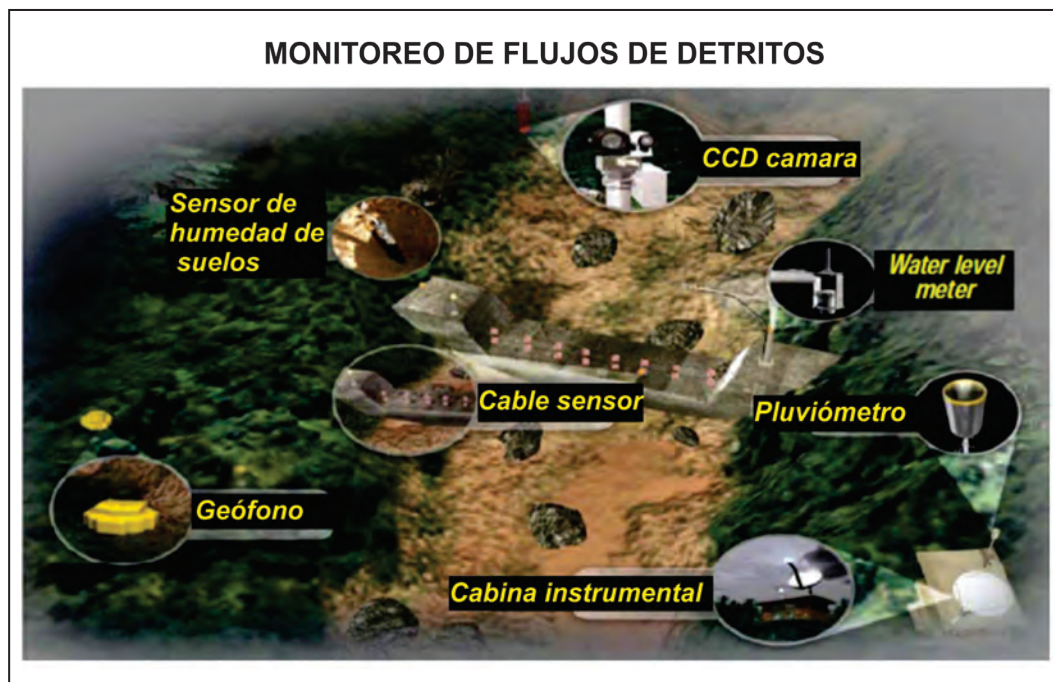 MONITOREO DE FLUJOS DE DETRITOS
CCD camara
Sensor de
humedad de
suelos
Water level
meter
Cable sensor
Pluviómetro
Geófono
Cabina instrumental